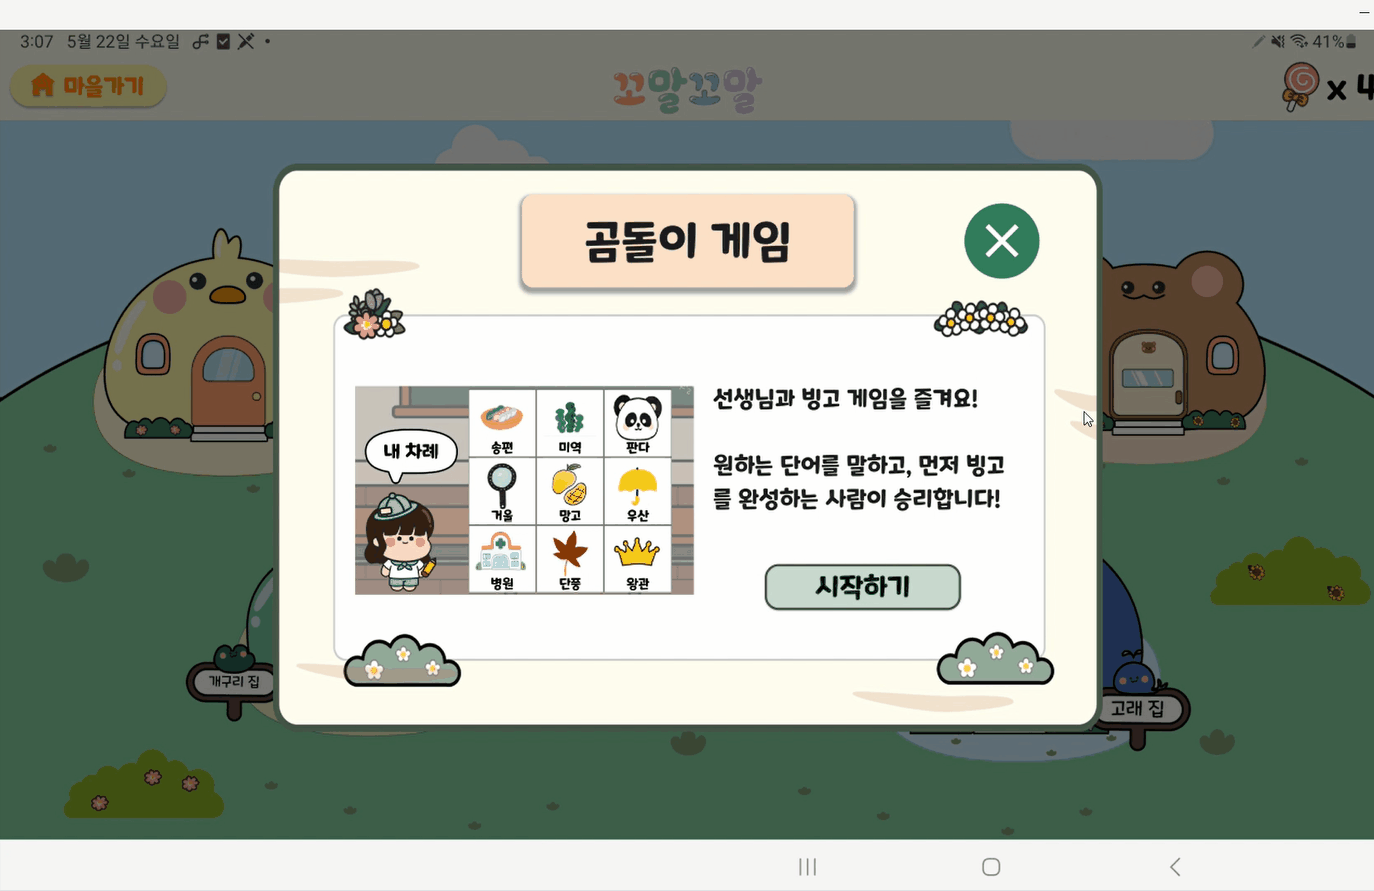 3:07 5월 22일 수요일
41%
마을가기
꼬말꼬말
x 4
곰돌이 게임
내 차례
송편 미역 판다
거울 망고 우산
병원 단풍 왕관
선생님과 빙고 게임을 즐겨요!
원하는 단어를 말하고, 먼저 빙고
를 완성하는 사람이 승리합니다!
시작하기
개구리 집
고래 집